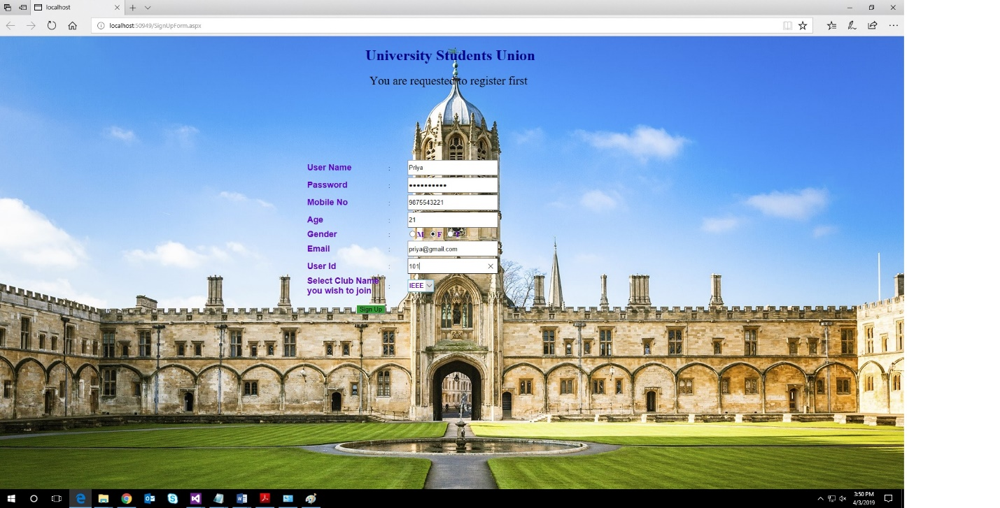 localhost
localhost:50949/SignUpForm.aspx
University Students Union
You are requested to register first
User Name : Priya
Password : ••••••••••
Mobile No : 9875543221
Age : 21
Gender : M F
Email : priya@gmail.com
User Id : 101
Select Club Name
you wish to join : IEEE
Sign Up
3:50 PM
4/3/2019